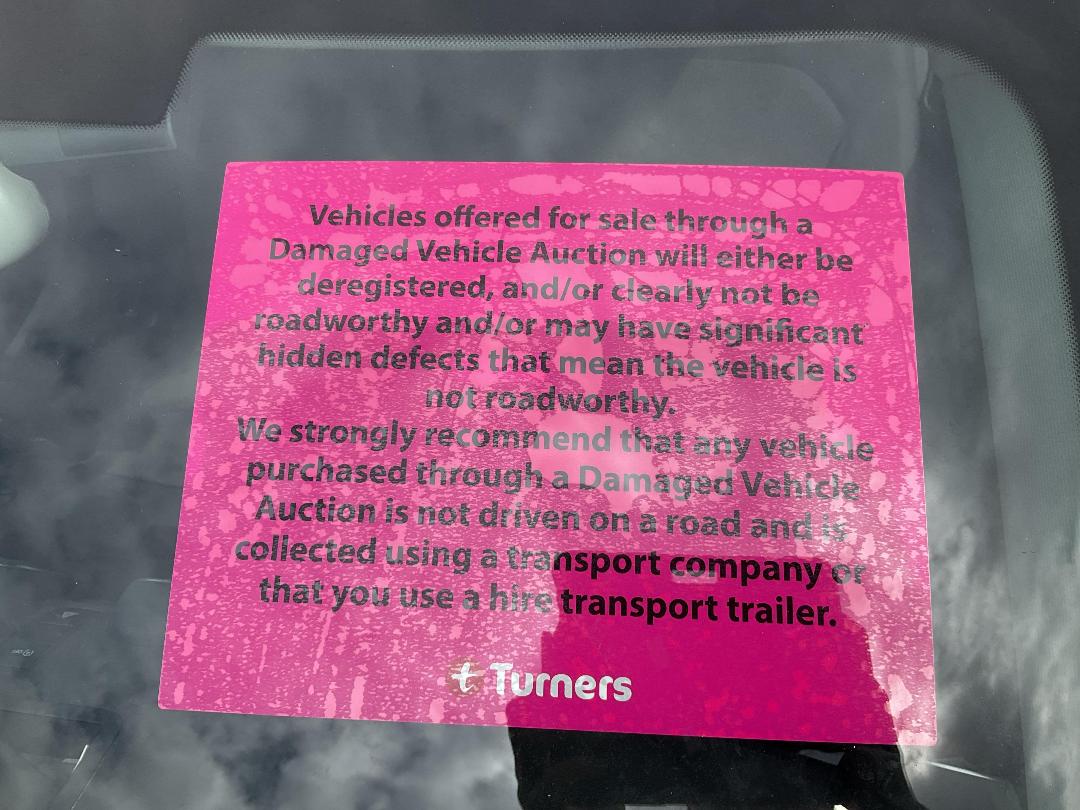 Vehicles offered for sale through a
Damaged Vehicle Auction will either be
deregistered, and/or clearly not be
roadworthy and/or may have significant
hidden defects that mean the vehicle is
not roadworthy.
We strongly recommend that any vehicle
purchased through a Damaged Vehicle
Auction is not driven on a road and is
collected using a transport company or
that you use a hire transport trailer.
t Turners